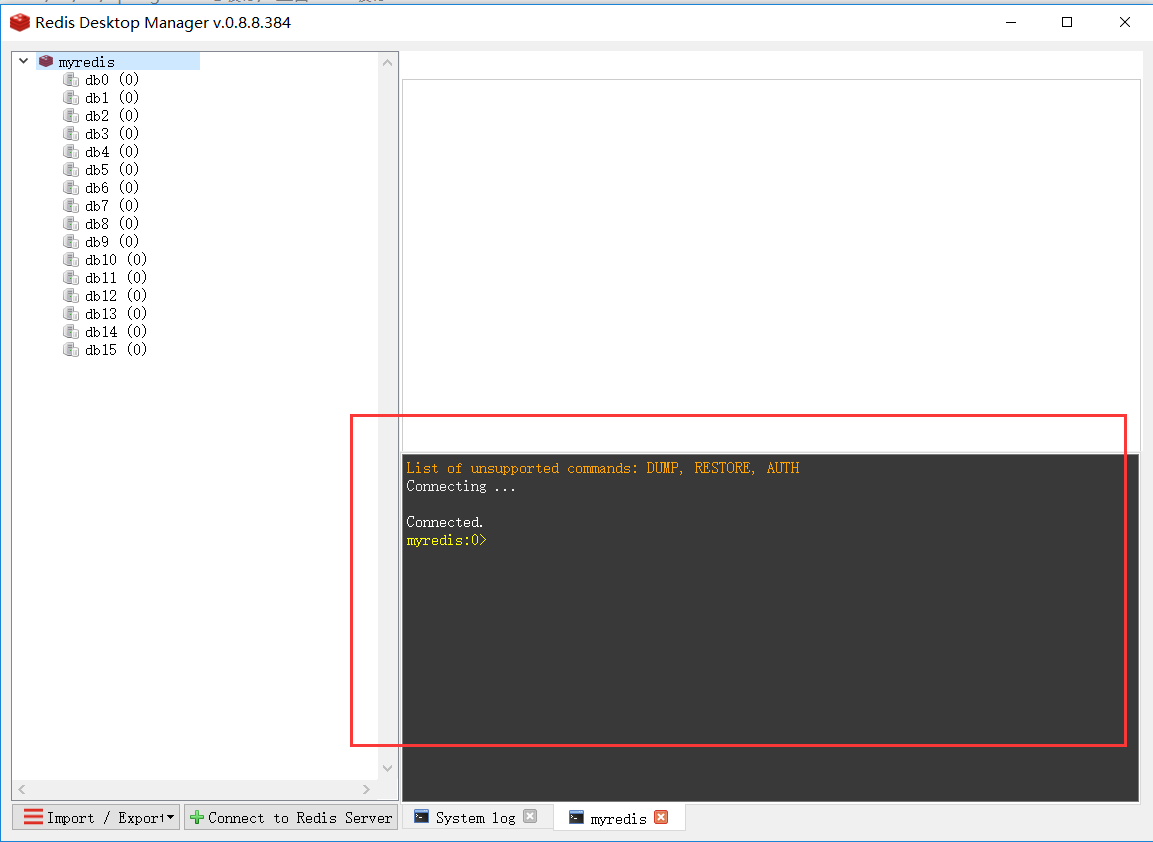 Redis Desktop Manager v.0.8.8.384
myredis
db0 (0)
db1 (0)
db2 (0)
db3 (0)
db4 (0)
db5 (0)
db6 (0)
db7 (0)
db8 (0)
db9 (0)
db10 (0)
db11 (0)
db12 (0)
db13 (0)
db14 (0)
db15 (0)
List of unsupported commands: DUMP, RESTORE, AUTH
Connecting ...
Connected.
myredis:0>
Import / Export
Connect to Redis Server
System log
myredis